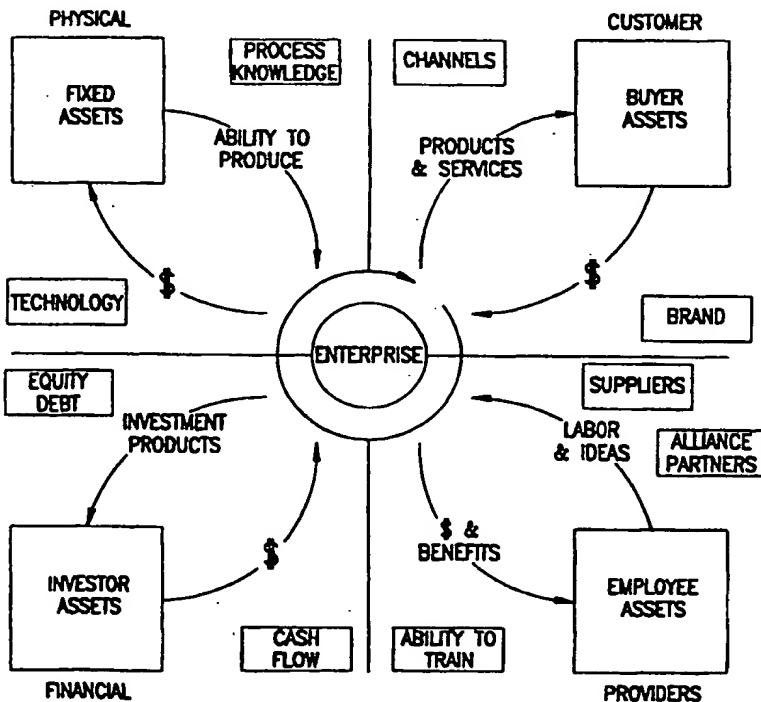 PHYSICAL
FIXED
ASSETS
PROCESS
KNOWLEDGE
ABILITY TO
PRODUCE
$
TECHNOLOGY
CUSTOMER
CHANNELS
BUYER
ASSETS
PRODUCTS
& SERVICES
$
BRAND
ENTERPRISE
EQUITY
DEBT
INVESTMENT
PRODUCTS
INVESTOR
ASSETS
$
CASH
FLOW
FINANCIAL
SUPPLIERS
LABOR
& IDEAS
ALLIANCE
PARTNERS
$ &
BENEFITS
EMPLOYEE
ASSETS
ABILITY TO
TRAIN
PROVIDERS